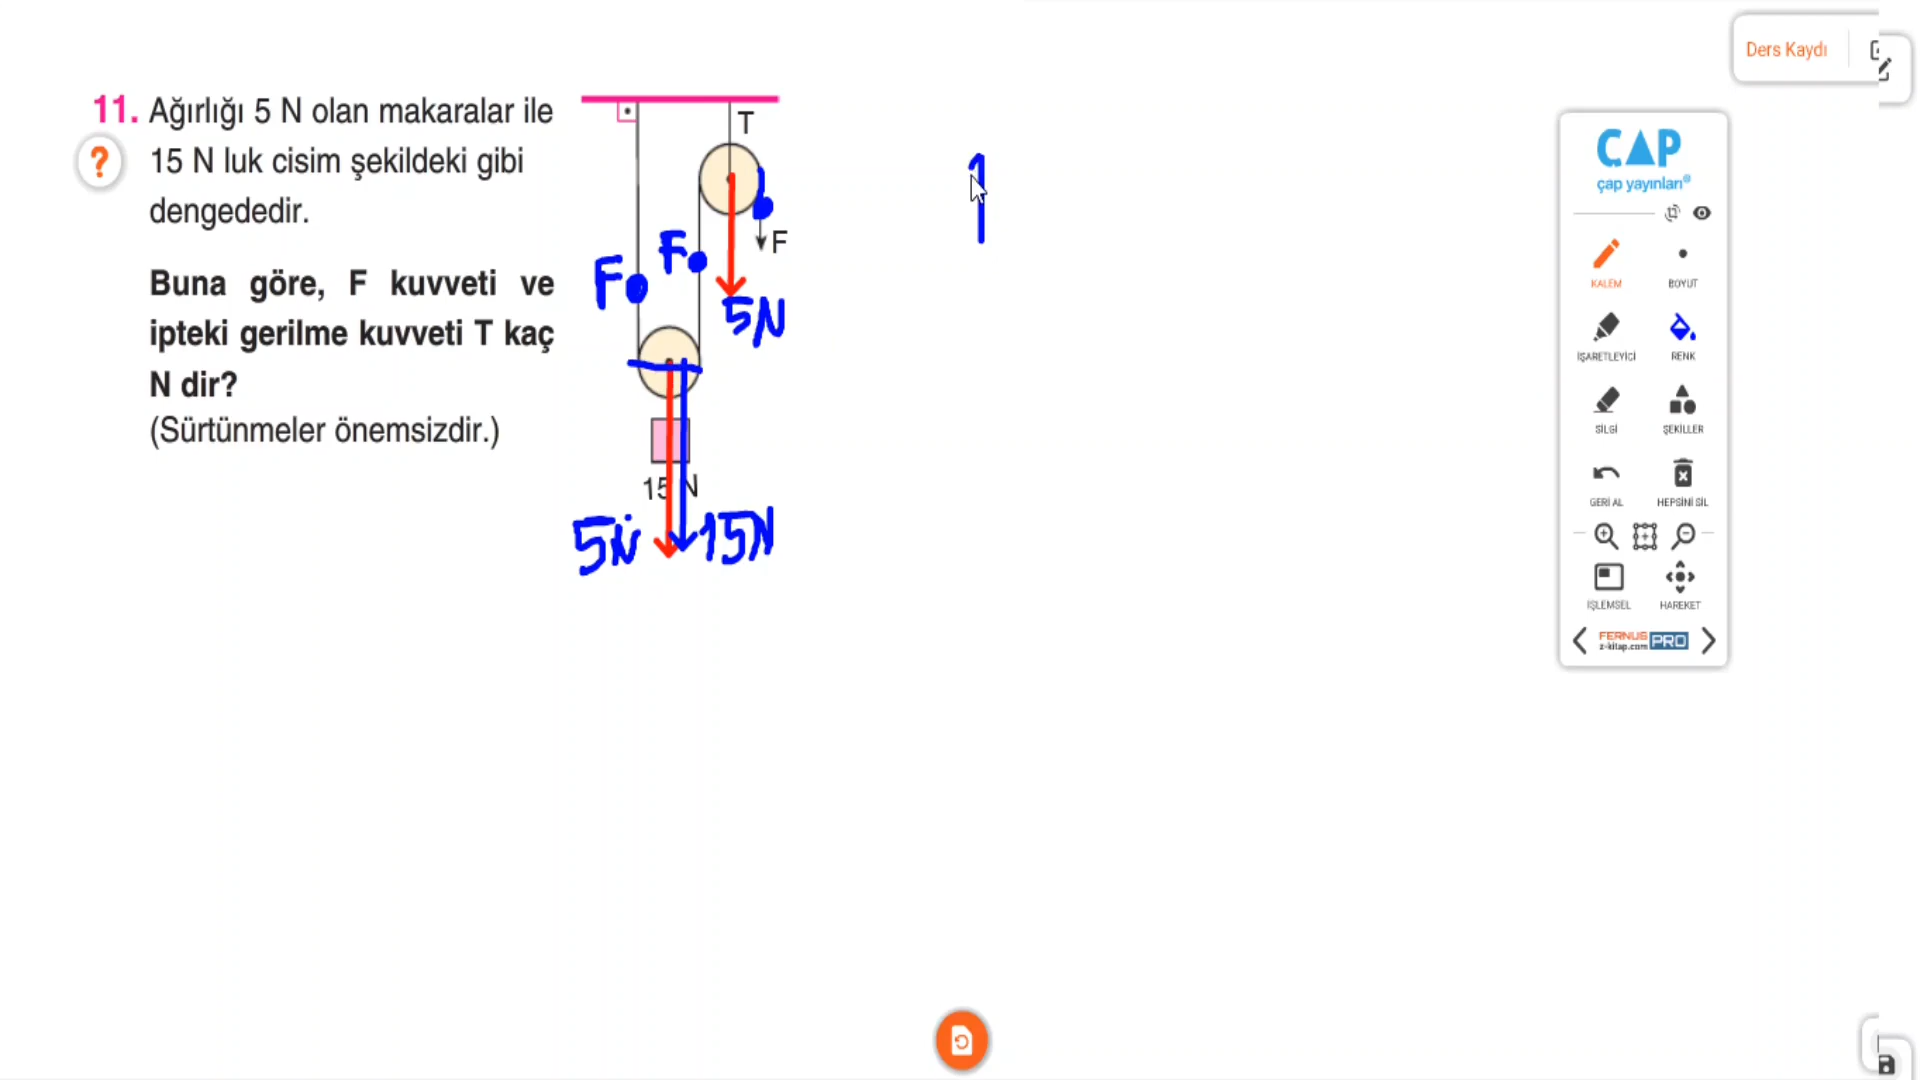 Ders Kaydı
11. Ağırlığı 5 N olan makaralar ile
? 15 N luk cisim şekildeki gibi
dengededir.
Buna göre, F kuvveti ve
ipteki gerilme kuvveti T kaç
N dir?
(Sürtünmeler önemsizdir.)
T
F
F
F
5N
15 N
5N
15N
1
ÇAP
çap yayınları®
KALEM
BOYUT
İŞARETLEYİCİ
RENK
SİLGİ
ŞEKİLLER
GERİ AL
HEPSİNİ SİL
İŞLEMSEL
HAREKET
FERNUS PRO
z-kitap.com